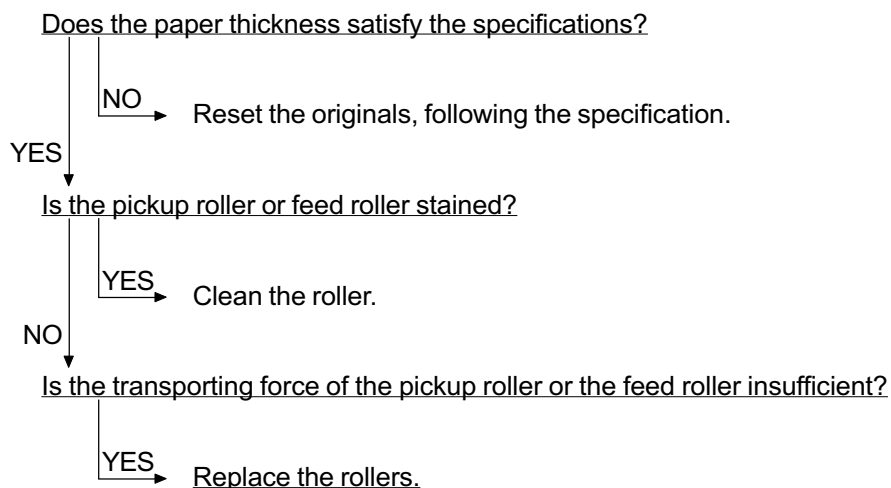 Does the paper thickness satisfy the specifications?
NO
Reset the originals, following the specification.
YES
Is the pickup roller or feed roller stained?
YES
Clean the roller.
NO
Is the transporting force of the pickup roller or the feed roller insufficient?
YES
Replace the rollers.